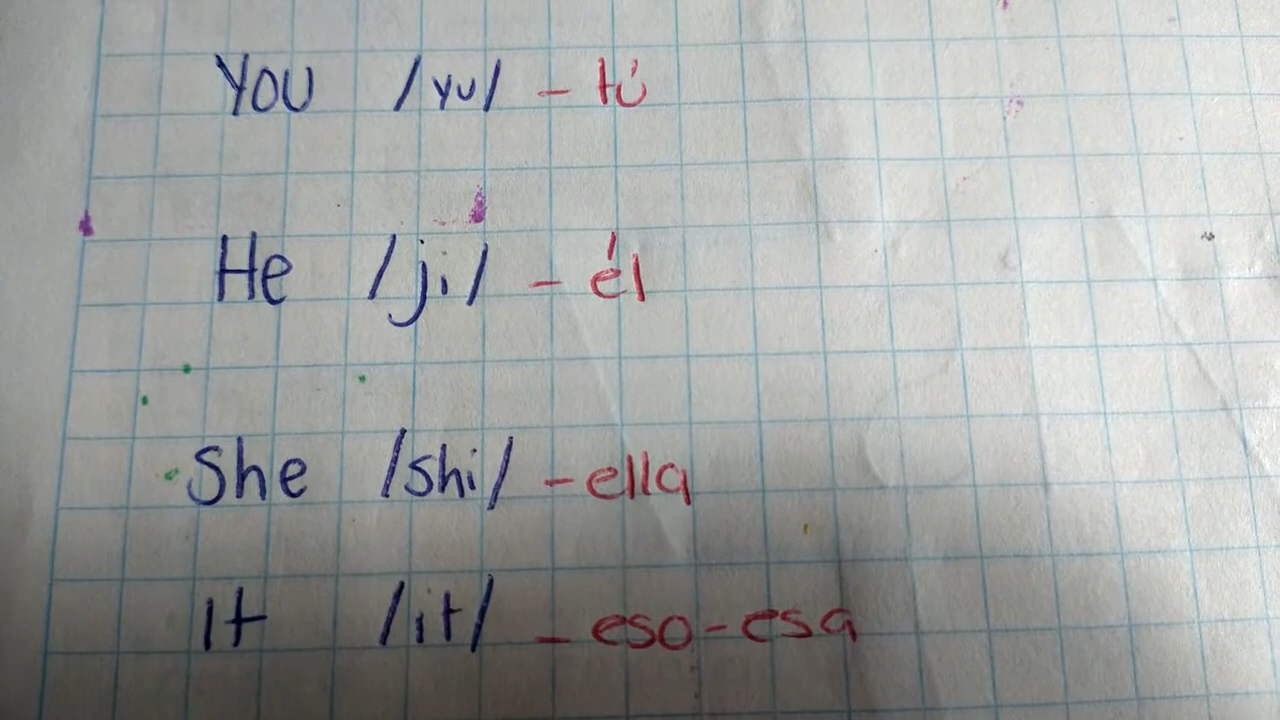 You /yu/ - tú
He /ji/ - él
She /shi/ - ella
it /it/ - eso - esa